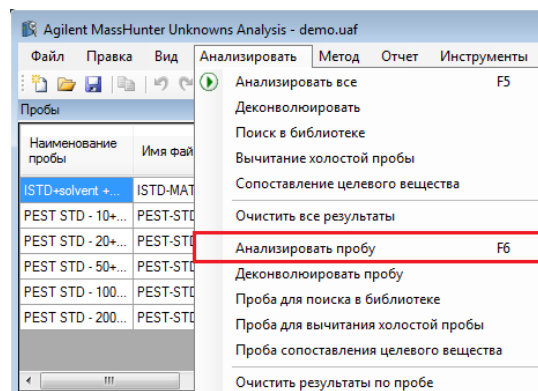 Agilent MassHunter Unknowns Analysis - demo.uaf
Файл Правка Вид Анализировать Метод Отчет Инструменты
Анализировать все F5
Деконволюировать
Поиск в библиотеке
Вычитание холостой пробы
Сопоставление целевого вещества
Очистить все результаты
Анализировать пробу F6
Деконволюировать пробу
Проба для поиска в библиотеке
Проба для вычитания холостой пробы
Проба сопоставления целевого вещества
Очистить результаты по пробе
Пробы
Наименование пробы Имя фай
ISTD+solvent +... ISTD-MAT
PEST STD - 10+... PEST-STD
PEST STD - 20+... PEST-STD
PEST STD - 50+... PEST-STD
PEST STD - 100... PEST-STD
PEST STD - 200... PEST-STD